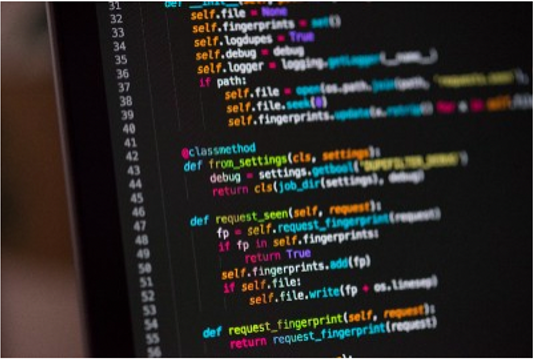 31 def __init__(self,
32 self.file = None
33 self.fingerprints = set()
34 self.logdupes = True
35 self.debug = debug
36 self.logger = logging.getLogger(__name__)
37 if path:
38 self.file = open(os.path.join(path,
39 self.file.seek(0)
40 self.fingerprints.update(x.rstrip() for x in
41
42 @classmethod
43 def from_settings(cls, settings):
44 debug = settings.getbool('DUPEFILTER_DEBUG')
45 return cls(job_dir(settings), debug)
46
47 def request_seen(self, request):
48 fp = self.request_fingerprint(request)
49 if fp in self.fingerprints:
50 return True
51 self.fingerprints.add(fp)
52 if self.file:
53 self.file.write(fp + os.linesep)
54
55 def request_fingerprint(self, request):
56 return request_fingerprint(request)